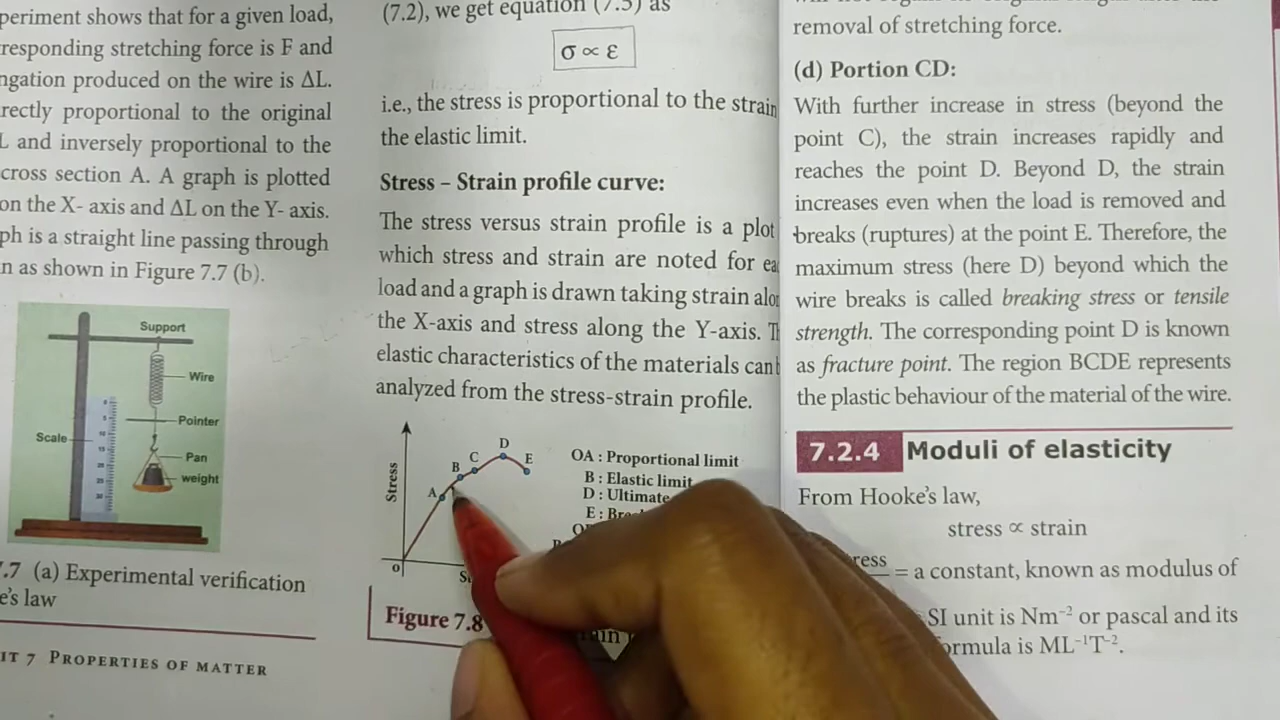 periment shows that for a given load,
responding stretching force is F and
ngation produced on the wire is ΔL.
rectly proportional to the original
L and inversely proportional to the
cross section A. A graph is plotted
on the X- axis and ΔL on the Y- axis.
ph is a straight line passing through
n as shown in Figure 7.7 (b).
Support
Wire
Pointer
Scale
Pan
weight
.7 (a) Experimental verification
e's law
IT 7 PROPERTIES OF MATTER
(7.2), we get equation (7.5) as
σ ∝ ε
i.e., the stress is proportional to the strain
the elastic limit.
Stress – Strain profile curve:
The stress versus strain profile is a plot
which stress and strain are noted for ea
load and a graph is drawn taking strain alo
the X-axis and stress along the Y-axis. T
elastic characteristics of the materials can
analyzed from the stress-strain profile.
Stress
A
B
C
D
E
O
OA : Proportional limit
B : Elastic limit
D : Ultimate
E : Bre
Figure 7.8
removal of stretching force.
(d) Portion CD:
With further increase in stress (beyond the
point C), the strain increases rapidly and
reaches the point D. Beyond D, the strain
increases even when the load is removed and
breaks (ruptures) at the point E. Therefore, the
maximum stress (here D) beyond which the
wire breaks is called breaking stress or tensile
strength. The corresponding point D is known
as fracture point. The region BCDE represents
the plastic behaviour of the material of the wire.
7.2.4 Moduli of elasticity
From Hooke's law,
stress ∝ strain
ress = a constant, known as modulus of
SI unit is Nm⁻² or pascal and its
ormula is ML⁻¹T⁻².